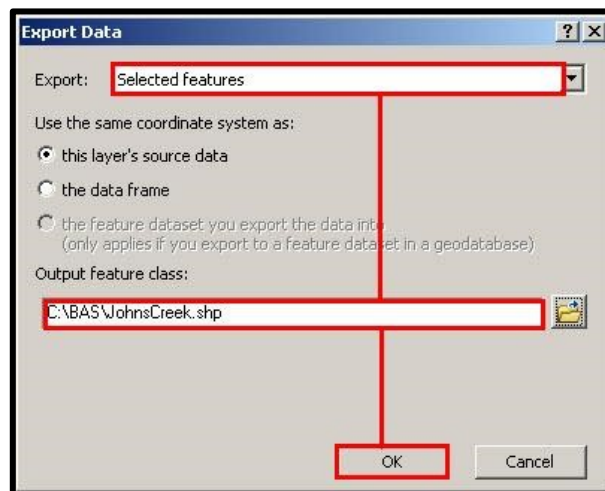 Export Data
Export: Selected features
Use the same coordinate system as:
this layer's source data
the data frame
the feature dataset you export the data into
(only applies if you export to a feature dataset in a geodatabase)
Output feature class:
C:\BAS\JohnsCreek.shp
OK Cancel